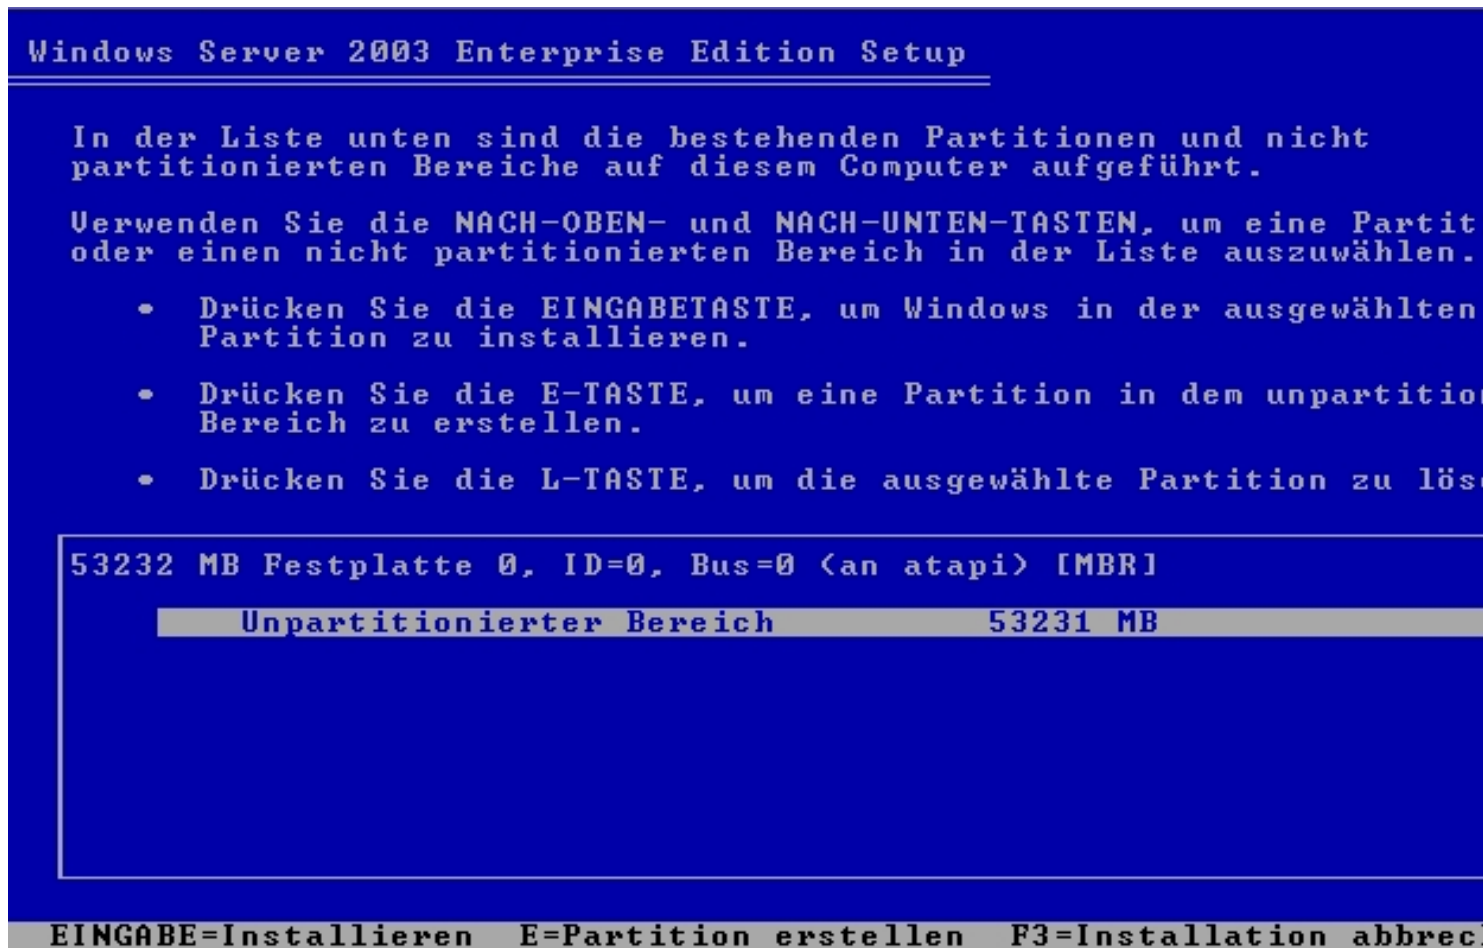 Windows Server 2003 Enterprise Edition Setup
In der Liste unten sind die bestehenden Partitionen und nicht
partitionierten Bereiche auf diesem Computer aufgeführt.
Verwenden Sie die NACH-OBEN- und NACH-UNTEN-TASTEN, um eine Partit
oder einen nicht partitionierten Bereich in der Liste auszuwählen.
• Drücken Sie die EINGABETASTE, um Windows in der ausgewählten
Partition zu installieren.
• Drücken Sie die E-TASTE, um eine Partition in dem unpartition
Bereich zu erstellen.
• Drücken Sie die L-TASTE, um die ausgewählte Partition zu lös
53232 MB Festplatte 0, ID=0, Bus=0 (an atapi) [MBR]
Unpartitionierter Bereich 53231 MB
EINGABE=Installieren E=Partition erstellen F3=Installation abbrec